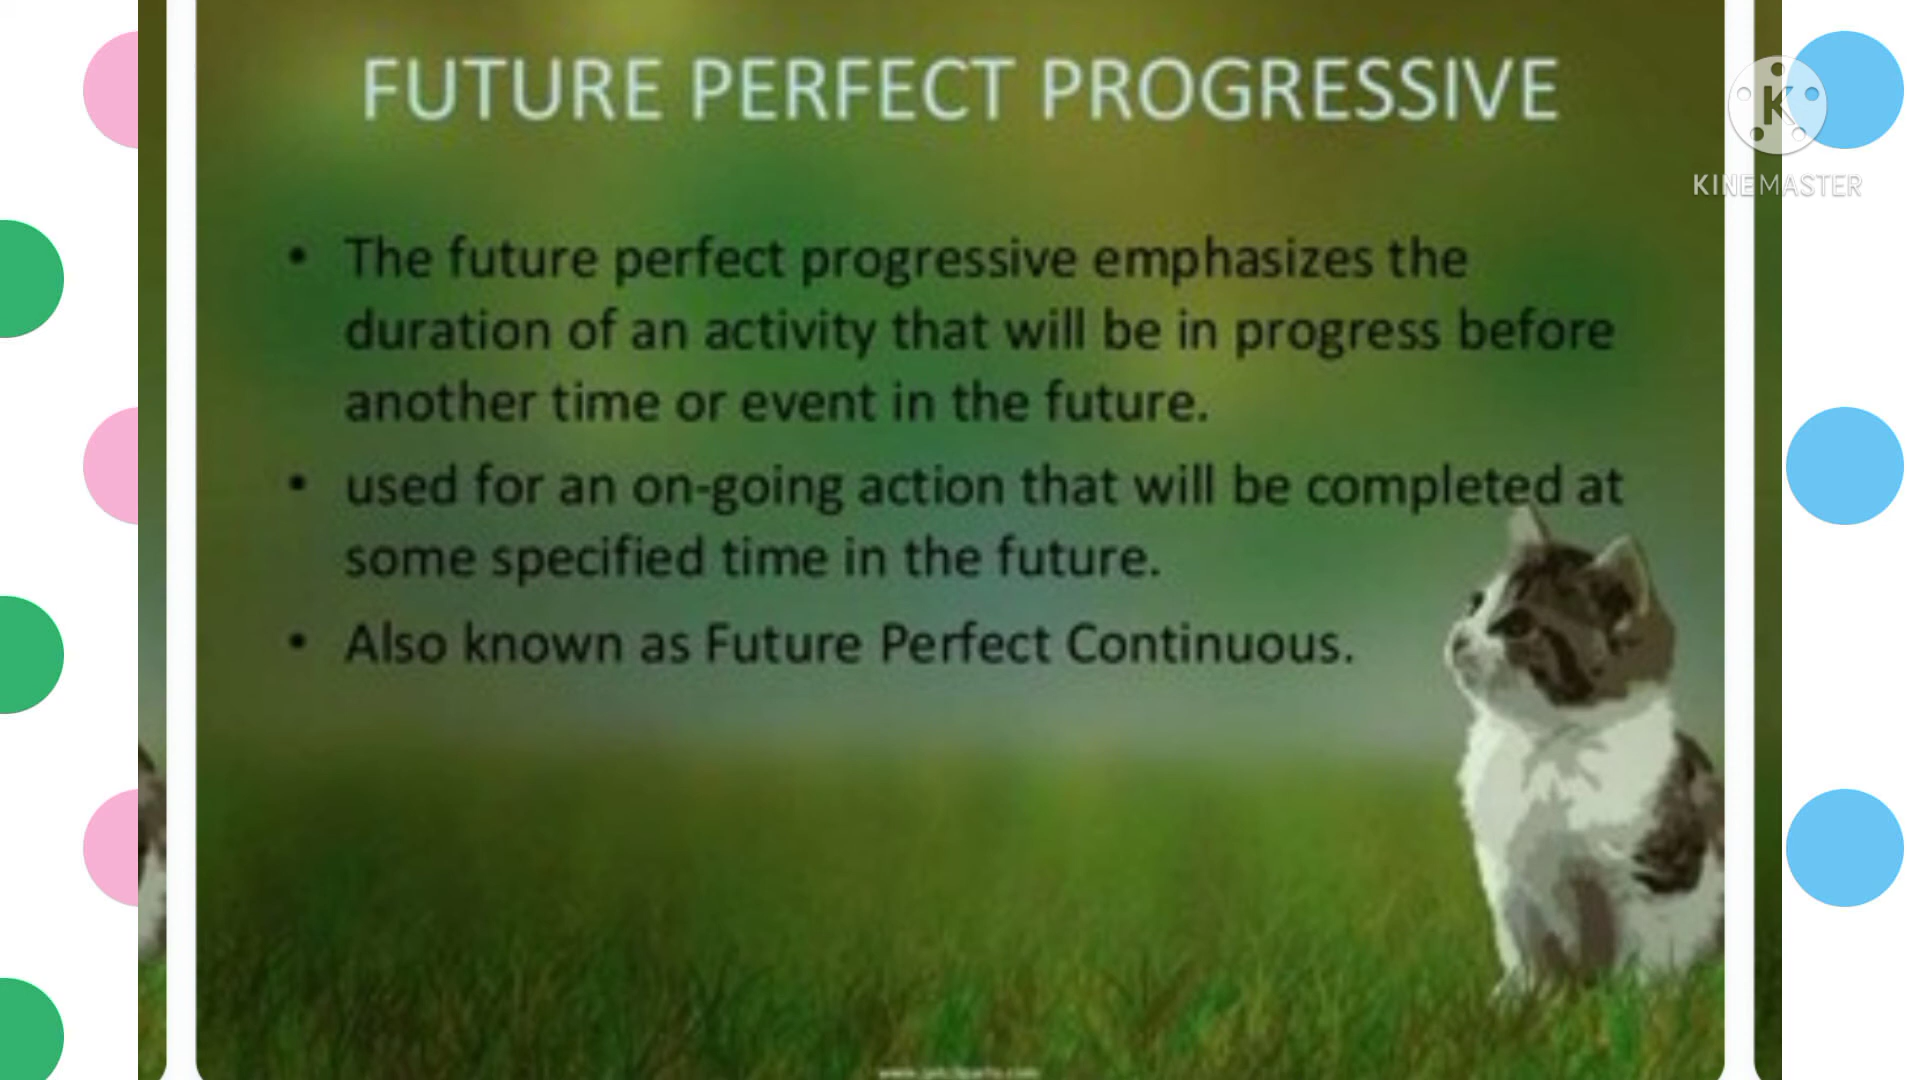 FUTURE PERFECT PROGRESSIVE
KINEMASTER
• The future perfect progressive emphasizes the
duration of an activity that will be in progress before
another time or event in the future.
• used for an on-going action that will be completed at
some specified time in the future.
• Also known as Future Perfect Continuous.